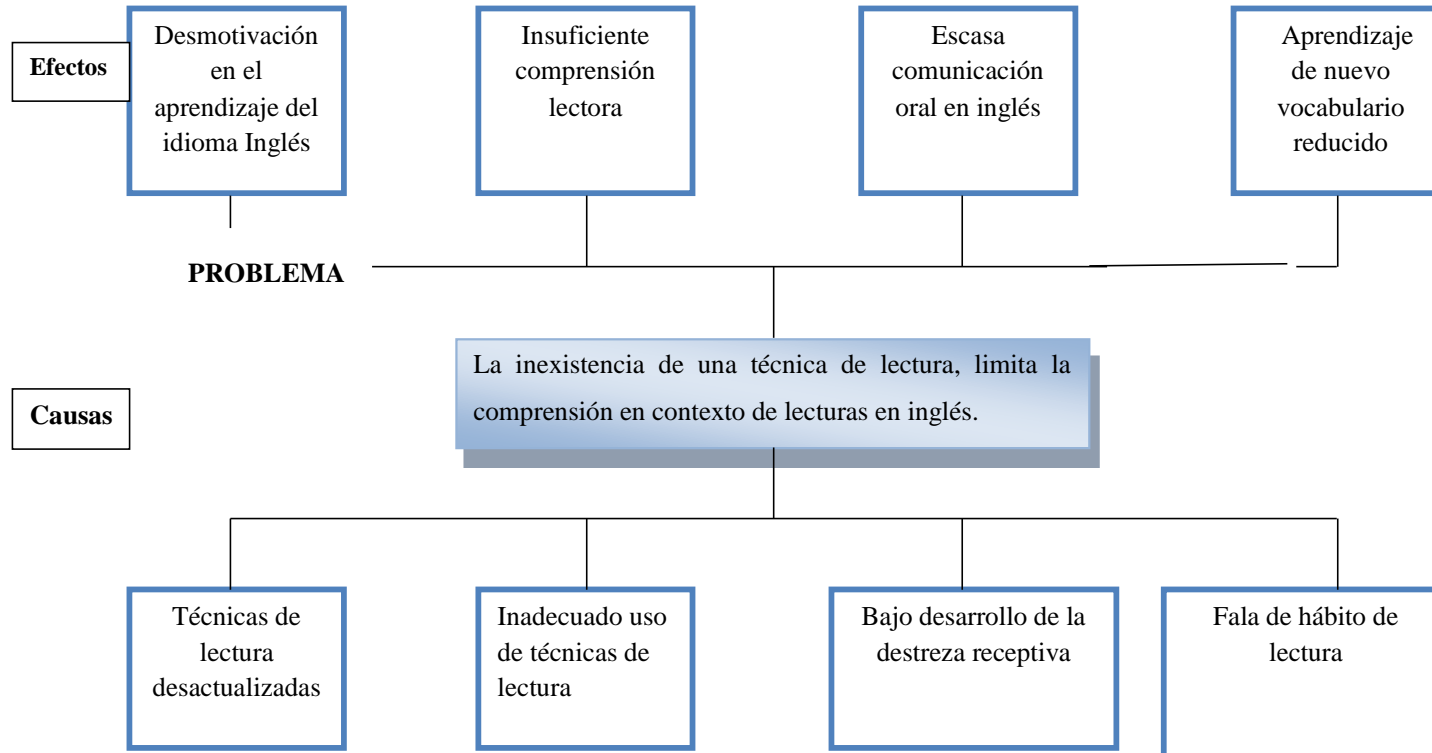 Efectos
Desmotivación
en el
aprendizaje del
idioma Inglés
Insuficiente
comprensión
lectora
Escasa
comunicación
oral en inglés
Aprendizaje
de nuevo
vocabulario
reducido
PROBLEMA
La inexistencia de una técnica de lectura, limita la
comprensión en contexto de lecturas en inglés.
Causas
Técnicas de
lectura
desactualizadas
Inadecuado uso
de técnicas de
lectura
Bajo desarrollo de la
destreza receptiva
Fala de hábito de
lectura